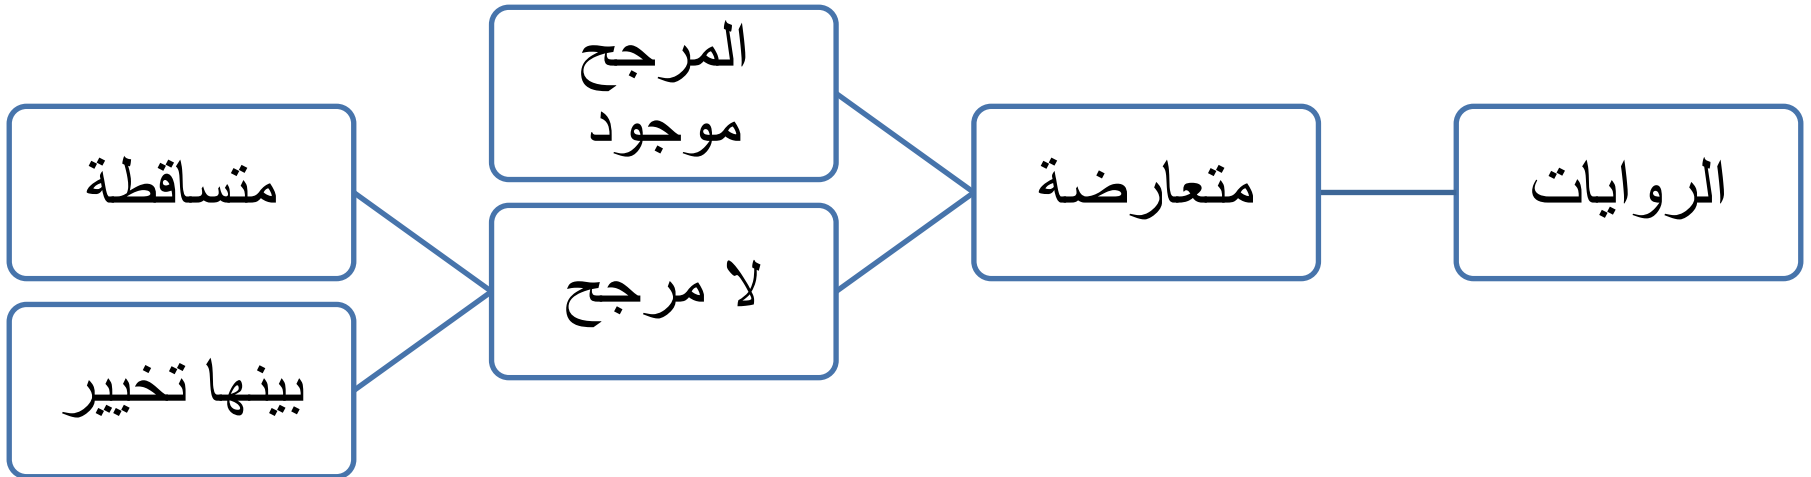 الروايات
متعارضة
المرجح
موجود
لا مرجح
متساقطة
بينها تخيير